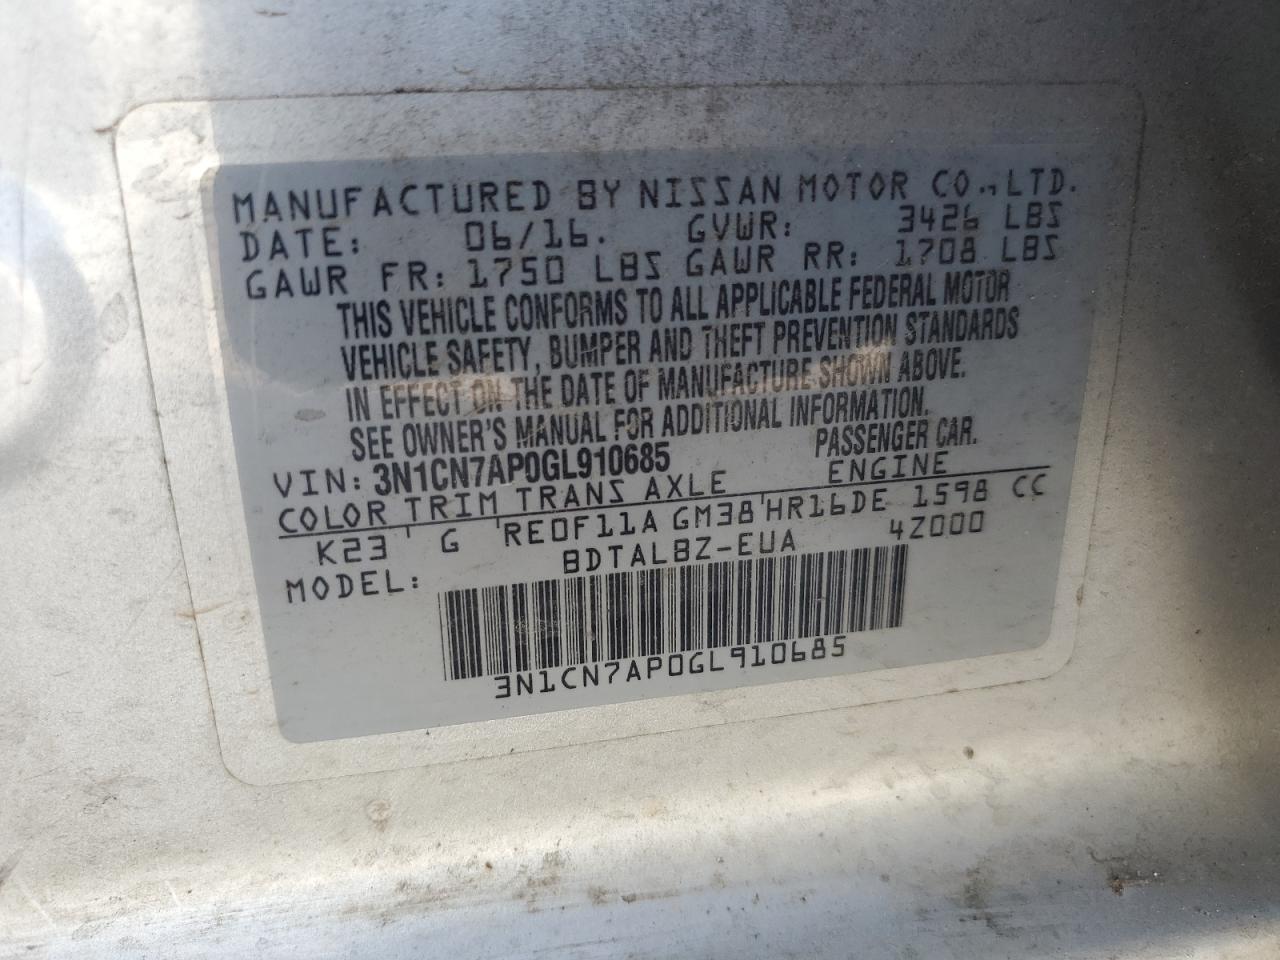 MANUFACTURED BY NISSAN MOTOR CO.,LTD.
DATE: 06/16. GVWR: 3426 LBS
GAWR FR: 1750 LBS GAWR RR: 1708 LBS
THIS VEHICLE CONFORMS TO ALL APPLICABLE FEDERAL MOTOR
VEHICLE SAFETY, BUMPER AND THEFT PREVENTION STANDARDS
IN EFFECT ON THE DATE OF MANUFACTURE SHOWN ABOVE.
SEE OWNER'S MANUAL FOR ADDITIONAL INFORMATION.
VIN: 3N1CN7AP0GL910685 PASSENGER CAR.
COLOR TRIM TRANS AXLE ENGINE
K23 G RE0F11A GM38 HR16DE 1598 CC
MODEL: BDTALBZ-EUA 4Z000
3N1CN7AP0GL910685